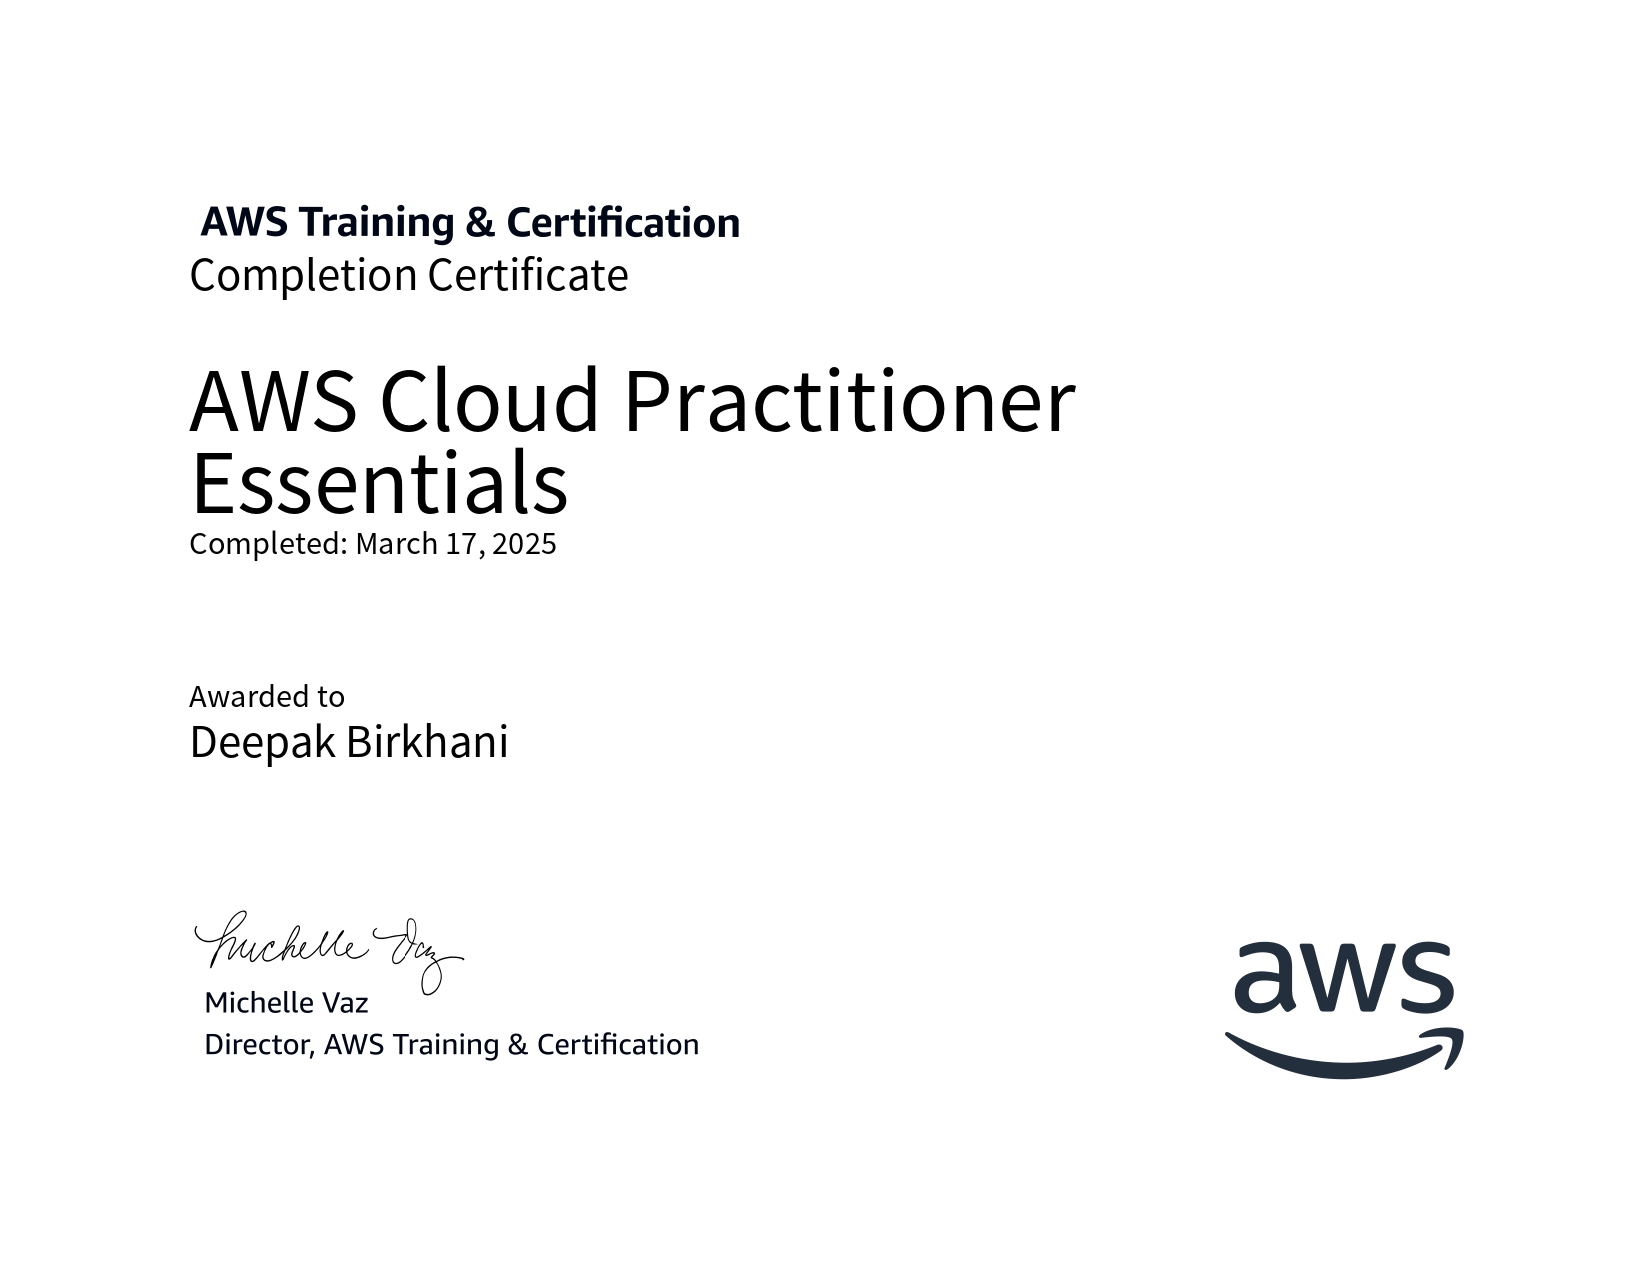 AWS Training & Certification
Completion Certificate
AWS Cloud Practitioner
Essentials
Completed: March 17, 2025
Awarded to
Deepak Birkhani
Michelle Vaz
Michelle Vaz
Director, AWS Training & Certification
aws